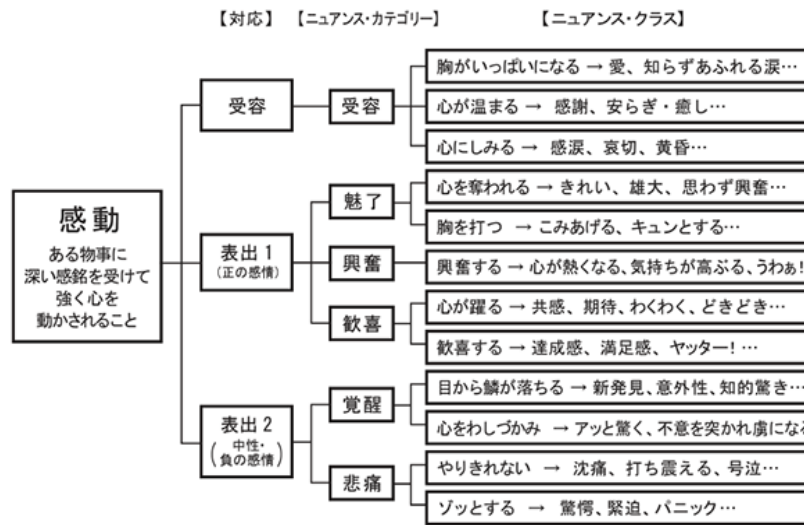 【対応】 【ニュアンス・カテゴリー】 【ニュアンス・クラス】
感動
ある物事に
深い感銘を受けて
強く心を
動かされること
受容
受容
胸がいっぱいになる → 愛、知らずあふれる涙…
心が温まる → 感謝、安らぎ・癒し…
心にしみる → 感涙、哀切、黄昏…
表出1
(正の感情)
魅了
心を奪われる → きれい、雄大、思わず興奮…
胸を打つ → こみあげる、キュンとする…
興奮
興奮する → 心が熱くなる、気持ちが高ぶる、うわぁ!
歓喜
心が躍る → 共感、期待、わくわく、どきどき…
歓喜する → 達成感、満足感、ヤッター! …
表出2
(中性・
負の感情)
覚醒
目から鱗が落ちる → 新発見、意外性、知的驚き…
心をわしづかみ → アッと驚く、不意を突かれ虜になる
悲痛
やりきれない → 沈痛、打ち震える、号泣…
ゾッとする → 驚愕、緊迫、パニック…